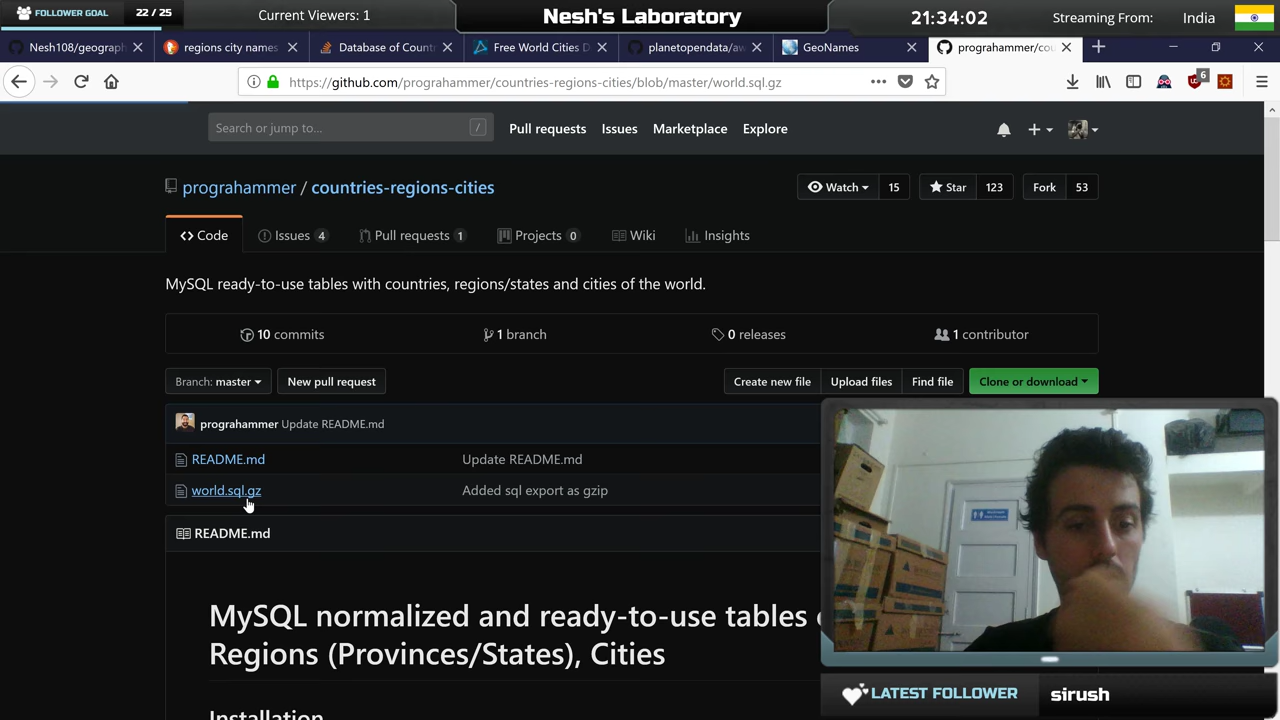 FOLLOWER GOAL 22 / 25 Current Viewers: 1 Nesh's Laboratory 21:34:02 Streaming From: India
Nesh108/geograph regions city names Database of Count Free World Cities D planetopendata/aw GeoNames prograhammer/cou
https://github.com/prograhammer/countries-regions-cities/blob/master/world.sql.gz
6
Search or jump to... / Pull requests Issues Marketplace Explore
prograhammer / countries-regions-cities Watch 15 Star 123 Fork 53
Code Issues 4 Pull requests 1 Projects 0 Wiki Insights
MySQL ready-to-use tables with countries, regions/states and cities of the world.
10 commits 1 branch 0 releases 1 contributor
Branch: master New pull request Create new file Upload files Find file Clone or download
prograhammer Update README.md
README.md Update README.md
world.sql.gz Added sql export as gzip
README.md
MySQL normalized and ready-to-use tables
Regions (Provinces/States), Cities
Installation
LATEST FOLLOWER sirush